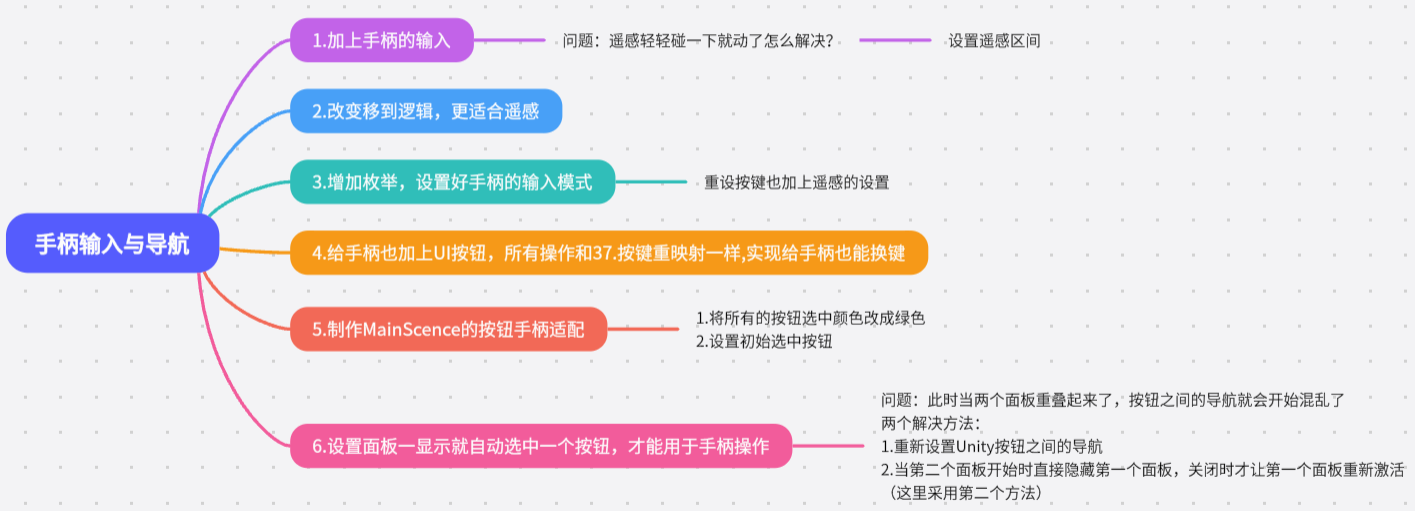 手柄输入与导航
1.加上手柄的输入
问题：遥感轻轻碰一下就动了怎么解决？
设置遥感区间
2.改变移到逻辑，更适合遥感
3.增加枚举，设置好手柄的输入模式
重设按键也加上遥感的设置
4.给手柄也加上UI按钮，所有操作和37.按键重映射一样,实现给手柄也能换键
5.制作MainScence的按钮手柄适配
1.将所有的按钮选中颜色改成绿色
2.设置初始选中按钮
6.设置面板一显示就自动选中一个按钮，才能用于手柄操作
问题：此时当两个面板重叠起来了，按钮之间的导航就会开始混乱了
两个解决方法：
1.重新设置Unity按钮之间的导航
2.当第二个面板开始时直接隐藏第一个面板，关闭时才让第一个面板重新激活
（这里采用第二个方法）